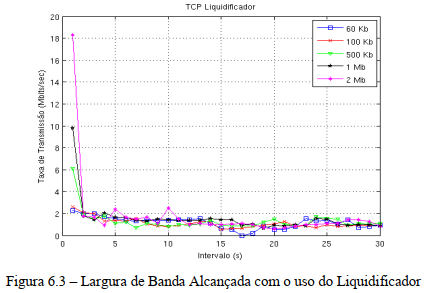 TCP Liquidificador
Taxa de Transmissão (Mbits/sec)
20
18
16
14
12
10
8
6
4
2
0
0 5 10 15 20 25 30
Intervalo (s)
60 Kb
100 Kb
500 Kb
1 Mb
2 Mb
Figura 6.3 – Largura de Banda Alcançada com o uso do Liquidificador